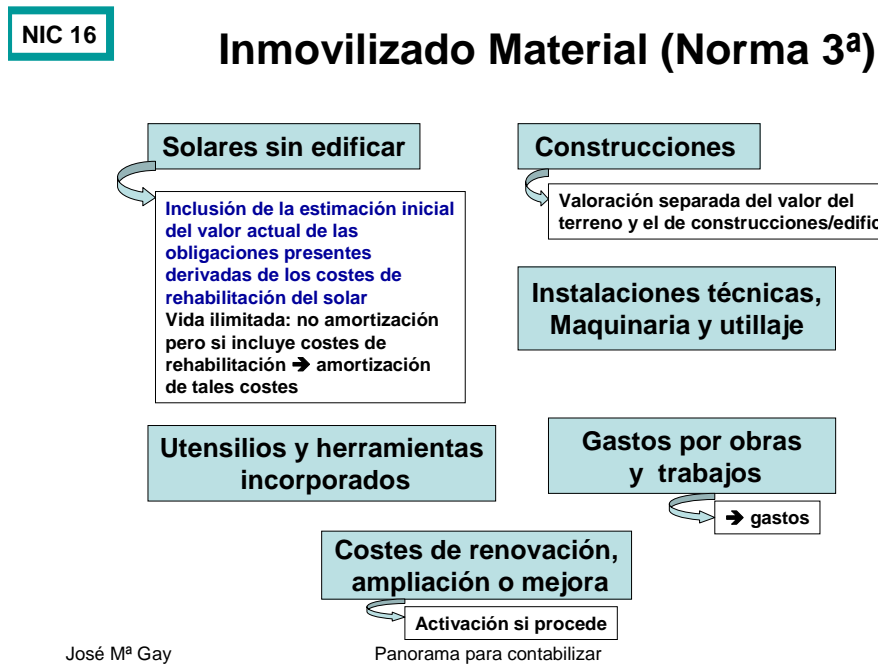 NIC 16
Inmovilizado Material (Norma 3ª)
Solares sin edificar
Inclusión de la estimación inicial
del valor actual de las
obligaciones presentes
derivadas de los costes de
rehabilitación del solar
Vida ilimitada: no amortización
pero si incluye costes de
rehabilitación ➔ amortización
de tales costes
Construcciones
Valoración separada del valor del
terreno y el de construcciones/edific
Instalaciones técnicas,
Maquinaria y utillaje
Utensilios y herramientas
incorporados
Gastos por obras
y trabajos
➔ gastos
Costes de renovación,
ampliación o mejora
Activación si procede
José Mª Gay
Panorama para contabilizar